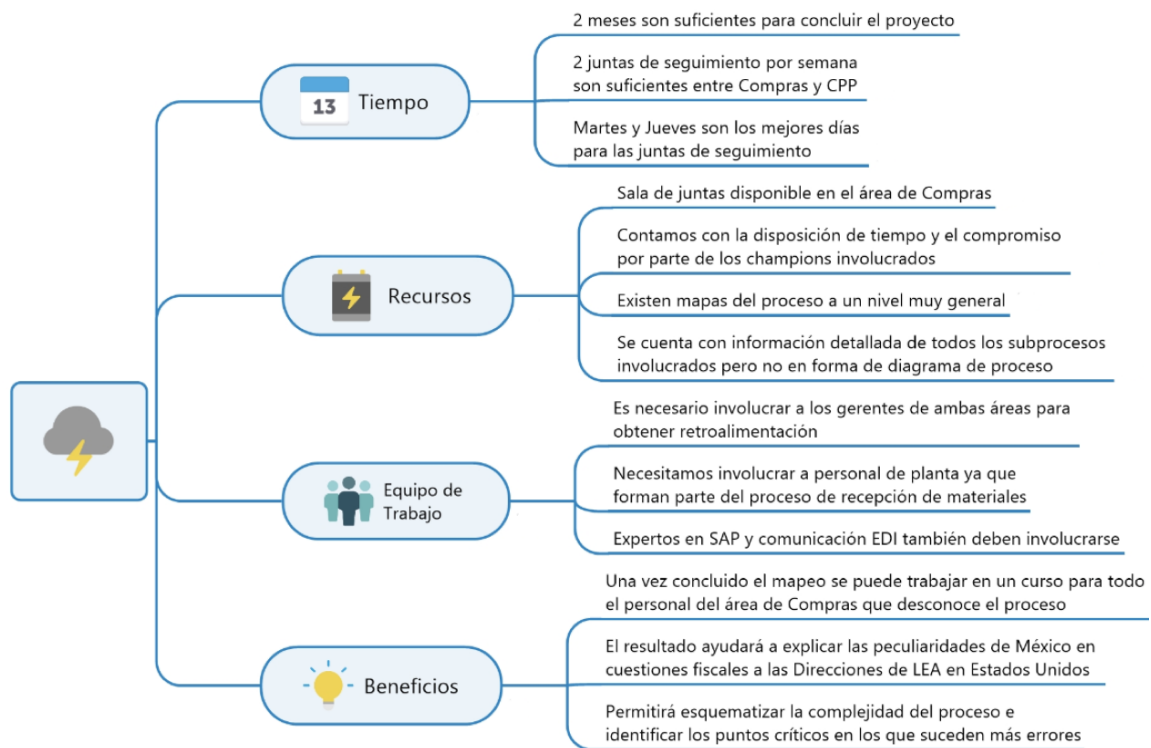 2 meses son suficientes para concluir el proyecto
2 juntas de seguimiento por semana
son suficientes entre Compras y CPP
13
Tiempo
Martes y Jueves son los mejores días
para las juntas de seguimiento
Sala de juntas disponible en el área de Compras
Contamos con la disposición de tiempo y el compromiso
por parte de los champions involucrados
Recursos
Existen mapas del proceso a un nivel muy general
Se cuenta con información detallada de todos los subprocesos
involucrados pero no en forma de diagrama de proceso
Es necesario involucrar a los gerentes de ambas áreas para
obtener retroalimentación
Equipo de
Trabajo
Necesitamos involucrar a personal de planta ya que
forman parte del proceso de recepción de materiales
Expertos en SAP y comunicación EDI también deben involucrarse
Una vez concluido el mapeo se puede trabajar en un curso para todo
el personal del área de Compras que desconoce el proceso
Beneficios
El resultado ayudará a explicar las peculiaridades de México en
cuestiones fiscales a las Direcciones de LEA en Estados Unidos
Permitirá esquematizar la complejidad del proceso e
identificar los puntos críticos en los que suceden más errores